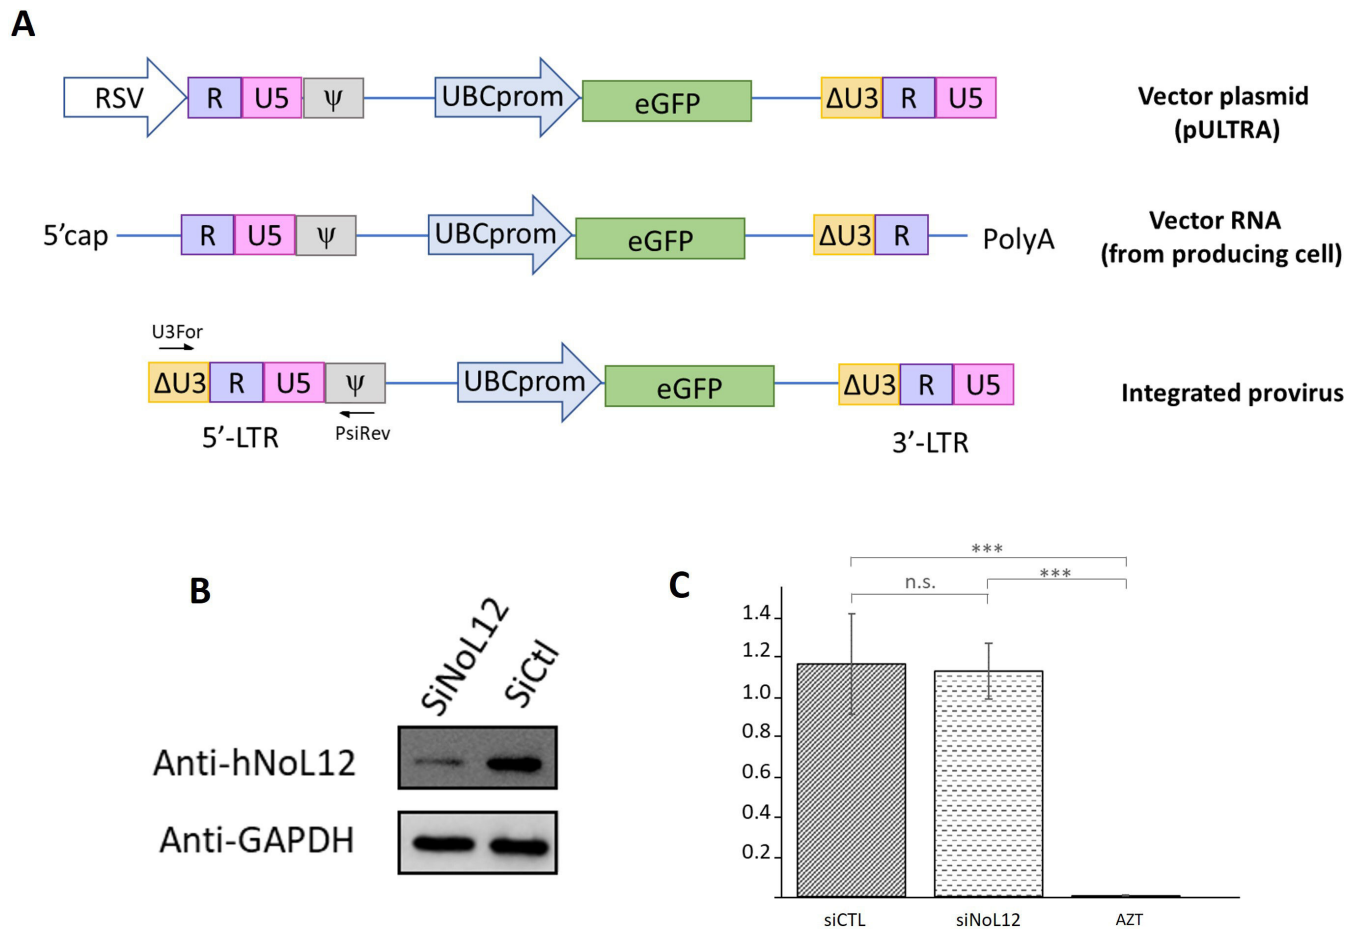 A
RSV R U5 ψ UBCprom eGFP ΔU3 R U5
Vector plasmid
(pULTRA)
5’cap R U5 ψ UBCprom eGFP ΔU3 R PolyA
Vector RNA
(from producing cell)
U3For
ΔU3 R U5 ψ UBCprom eGFP ΔU3 R U5
Integrated provirus
PsiRev
5’-LTR
3’-LTR
B
SiNoL12
SiCtl
Anti-hNoL12
Anti-GAPDH
C
***
n.s.
***
1.4
1.2
1.0
0.8
0.6
0.4
0.2
siCTL siNoL12 AZT